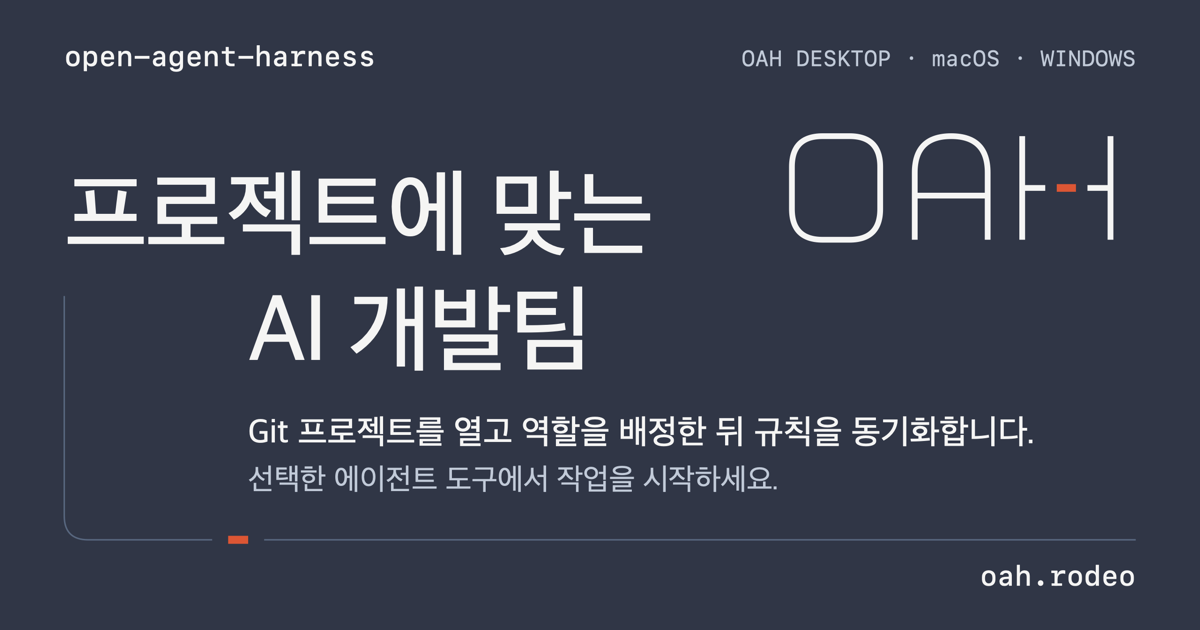 open-agent-harness
OAH DESKTOP · macOS · WINDOWS
OAH
프로젝트에 맞는
AI 개발팀
Git 프로젝트를 열고 역할을 배정한 뒤 규칙을 동기화합니다.
선택한 에이전트 도구에서 작업을 시작하세요.
oah.rodeo